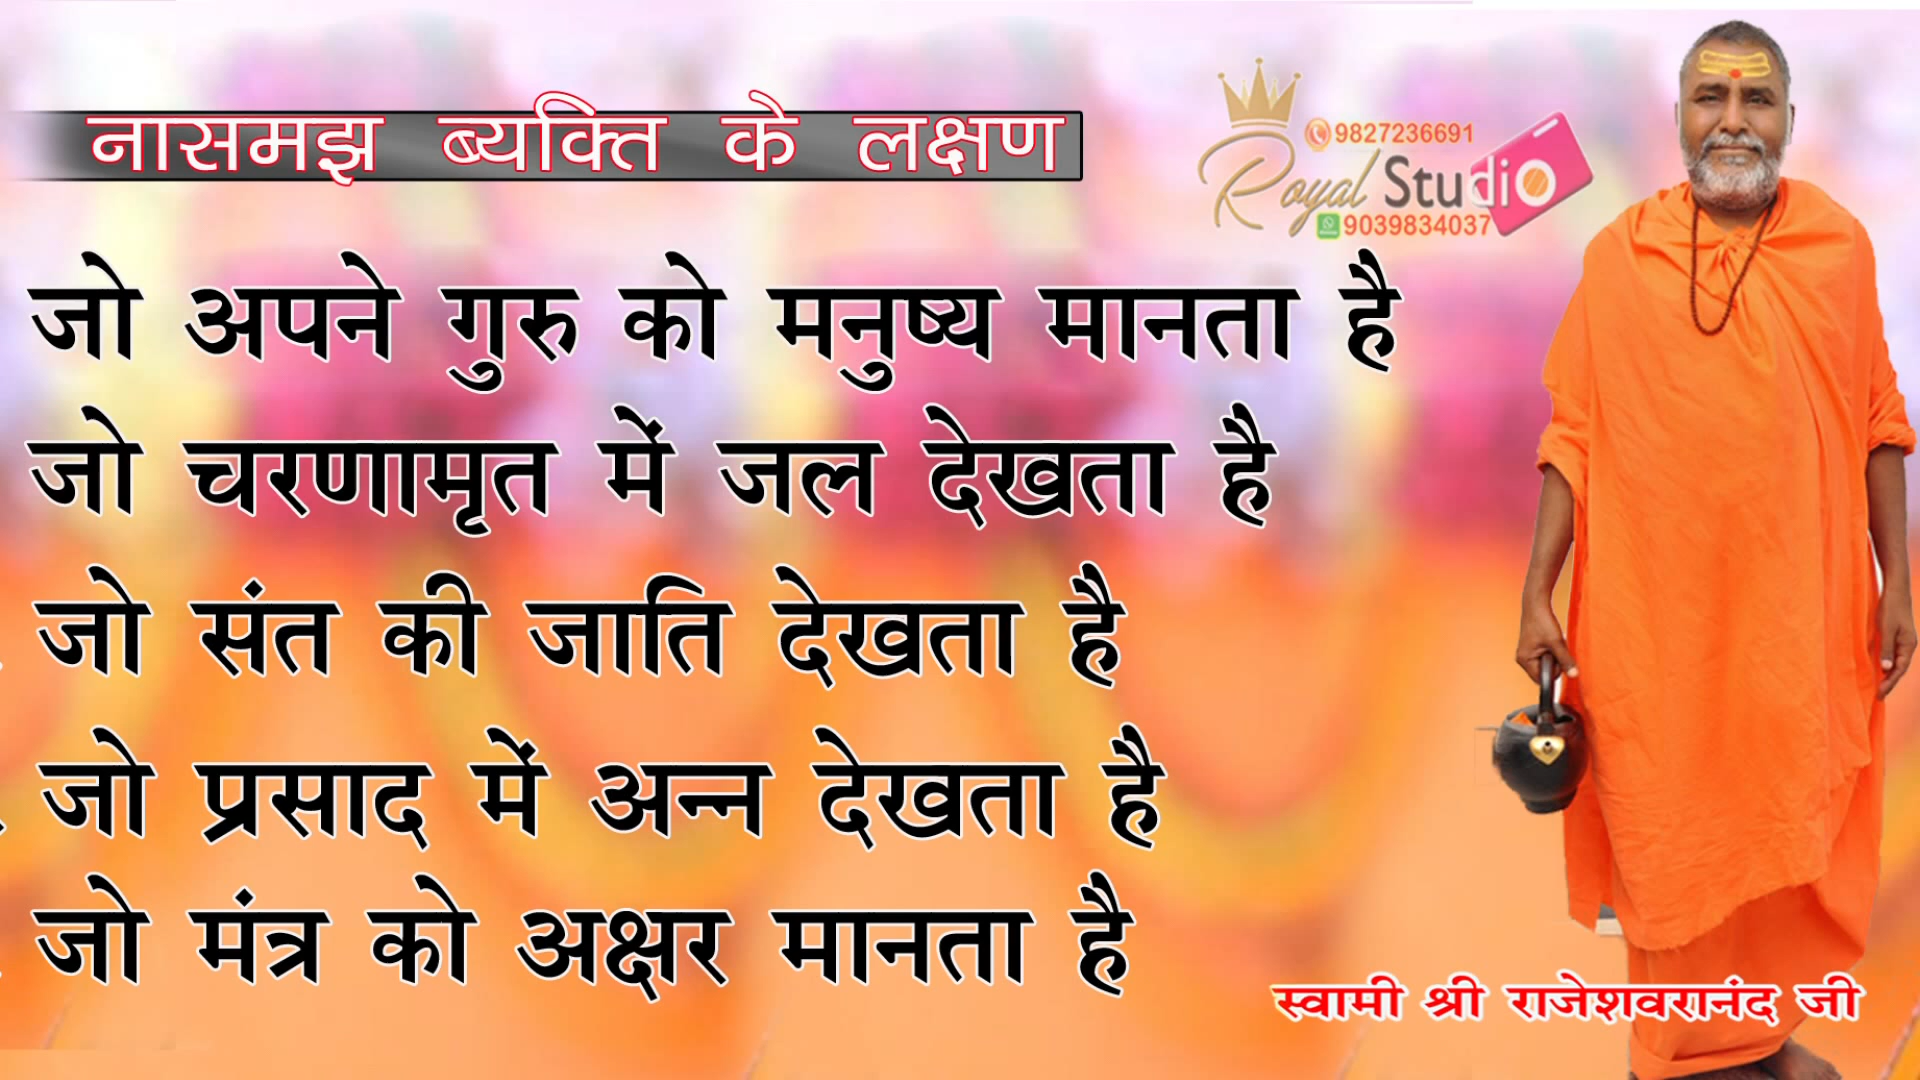 नासमझ ब्यक्ति के लक्षण
9827236691
Royal Studio
9039834037
जो अपने गुरु को मनुष्य मानता है
जो चरणामृत में जल देखता है
जो संत की जाति देखता है
जो प्रसाद में अन्न देखता है
जो मंत्र को अक्षर मानता है
स्वामी श्री राजेशवरानंद जी